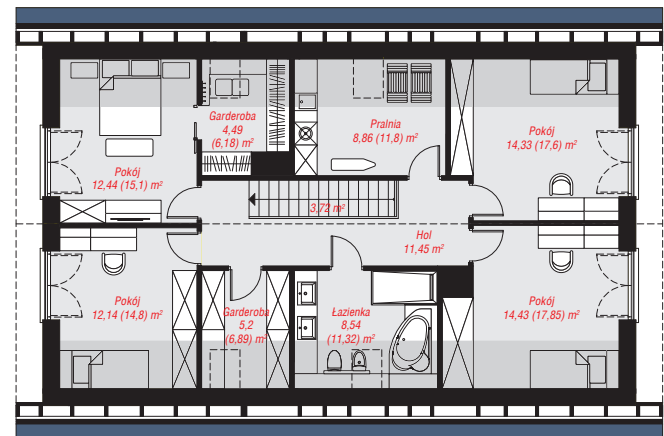 Garderoba
4,49
(6,18) m²
Pralnia
8,86 (11,8) m²
Pokój
14,33 (17,6) m²
Pokój
12,44 (15,1) m²
3,72 m²
Hol
11,45 m²
Pokój
12,14 (14,8) m²
Garderoba
5,2
(6,89) m²
Łazienka
8,54
(11,32) m²
Pokój
14,43 (17,85) m²